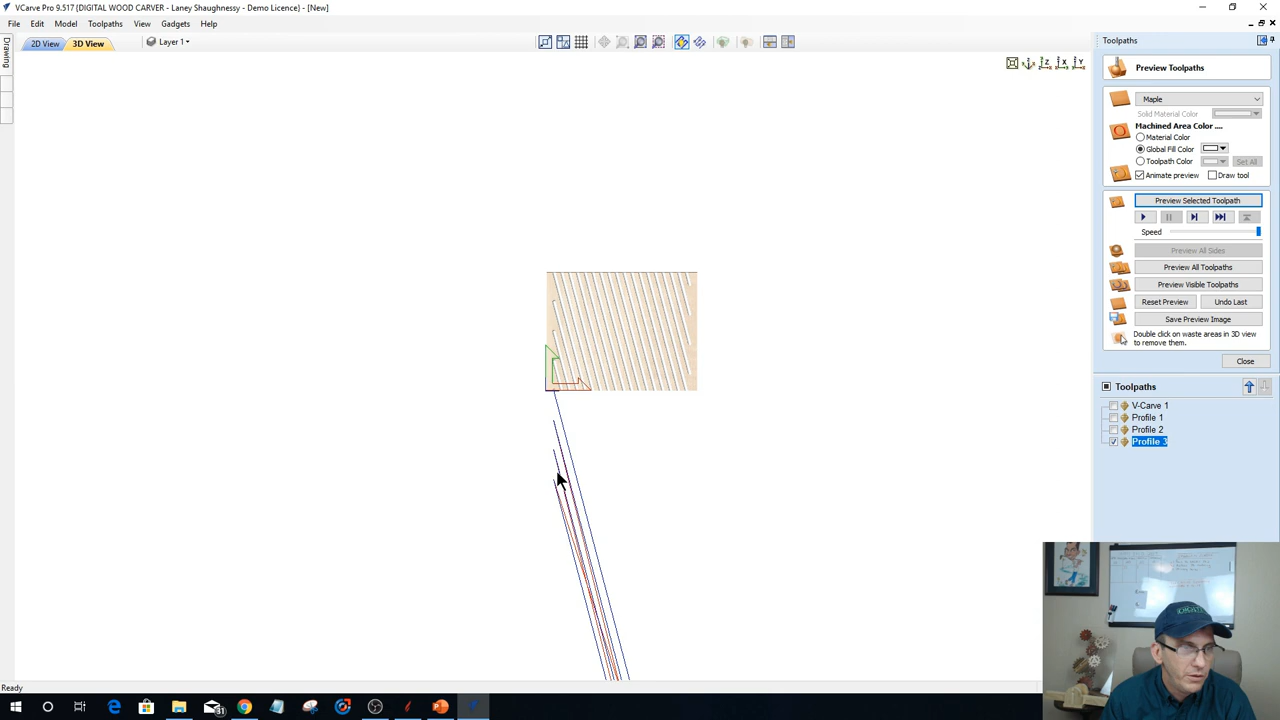 VCarve Pro 9.517 {DIGITAL WOOD CARVER - Laney Shaughnessy - Demo Licence} - [New]
File Edit Model Toolpaths View Gadgets Help
2D View 3D View Layer 1
Drawing
Z X Y
Toolpaths
Preview Toolpaths
Maple
Solid Material Color
Machined Area Color ....
Material Color
Global Fill Color
Toolpath Color Set All
Animate preview Draw tool
Preview Selected Toolpath
Speed
Preview All Sides
Preview All Toolpaths
Preview Visible Toolpaths
Reset Preview Undo Last
Save Preview Image
Double click on waste areas in 3D view
to remove them.
Close
Toolpaths
V-Carve 1
Profile 1
Profile 2
Profile 3
Ready
31